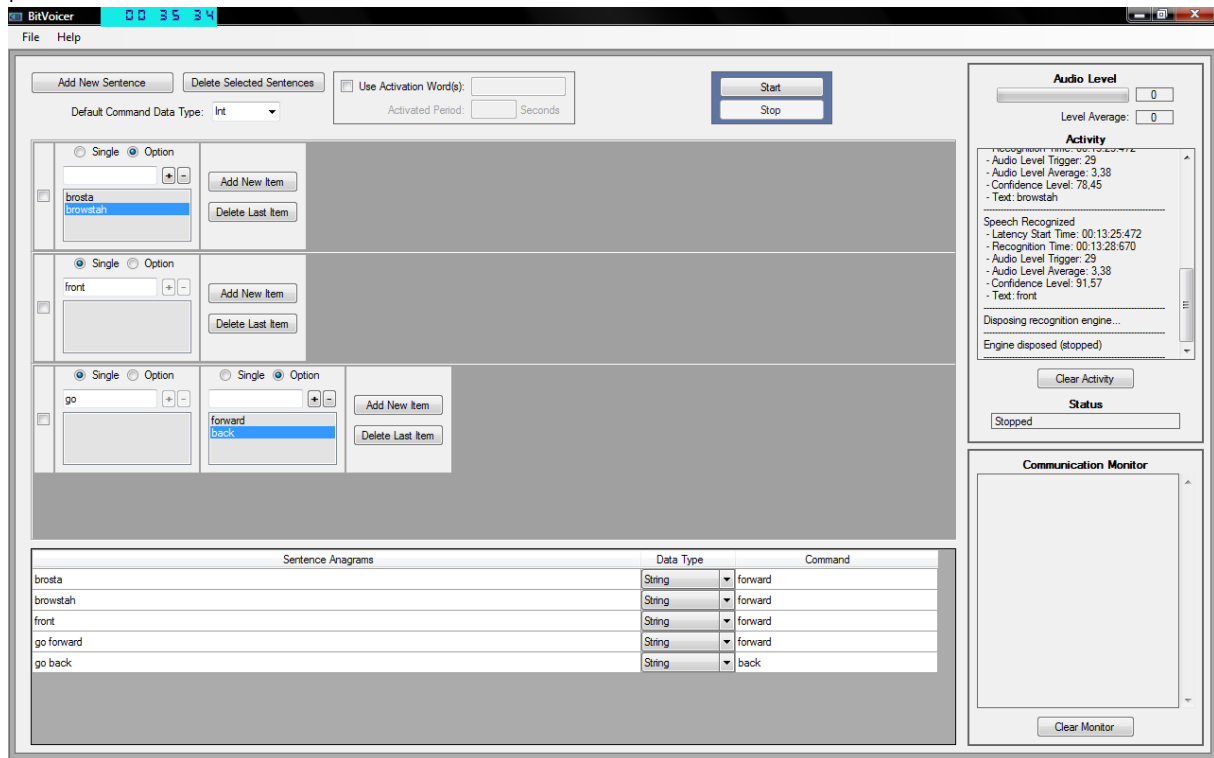 BitVoicer 00 35 34
File Help
Add New Sentence Delete Selected Sentences
Default Command Data Type: Int
Use Activation Word(s):
Activated Period: Seconds
Start
Stop
Single Option
Add New Item
Delete Last Item
brosta
browstah
Single Option
front + -
Add New Item
Delete Last Item
Single Option Single Option
go + - + -
forward
back
Add New Item
Delete Last Item
Sentence Anagrams Data Type Command
brosta String forward
browstah String forward
front String forward
go forward String forward
go back String back
Audio Level
0
Level Average: 0
Activity
- Recognition Time: 00:13:25:472
- Audio Level Trigger: 29
- Audio Level Average: 3,38
- Confidence Level: 78,45
- Text: browstah
Speech Recognized
- Latency Start Time: 00:13:25:472
- Recognition Time: 00:13:28:670
- Audio Level Trigger: 29
- Audio Level Average: 3,38
- Confidence Level: 91,57
- Text: front
Disposing recognition engine...
Engine disposed (stopped)
Clear Activity
Status
Stopped
Communication Monitor
Clear Monitor